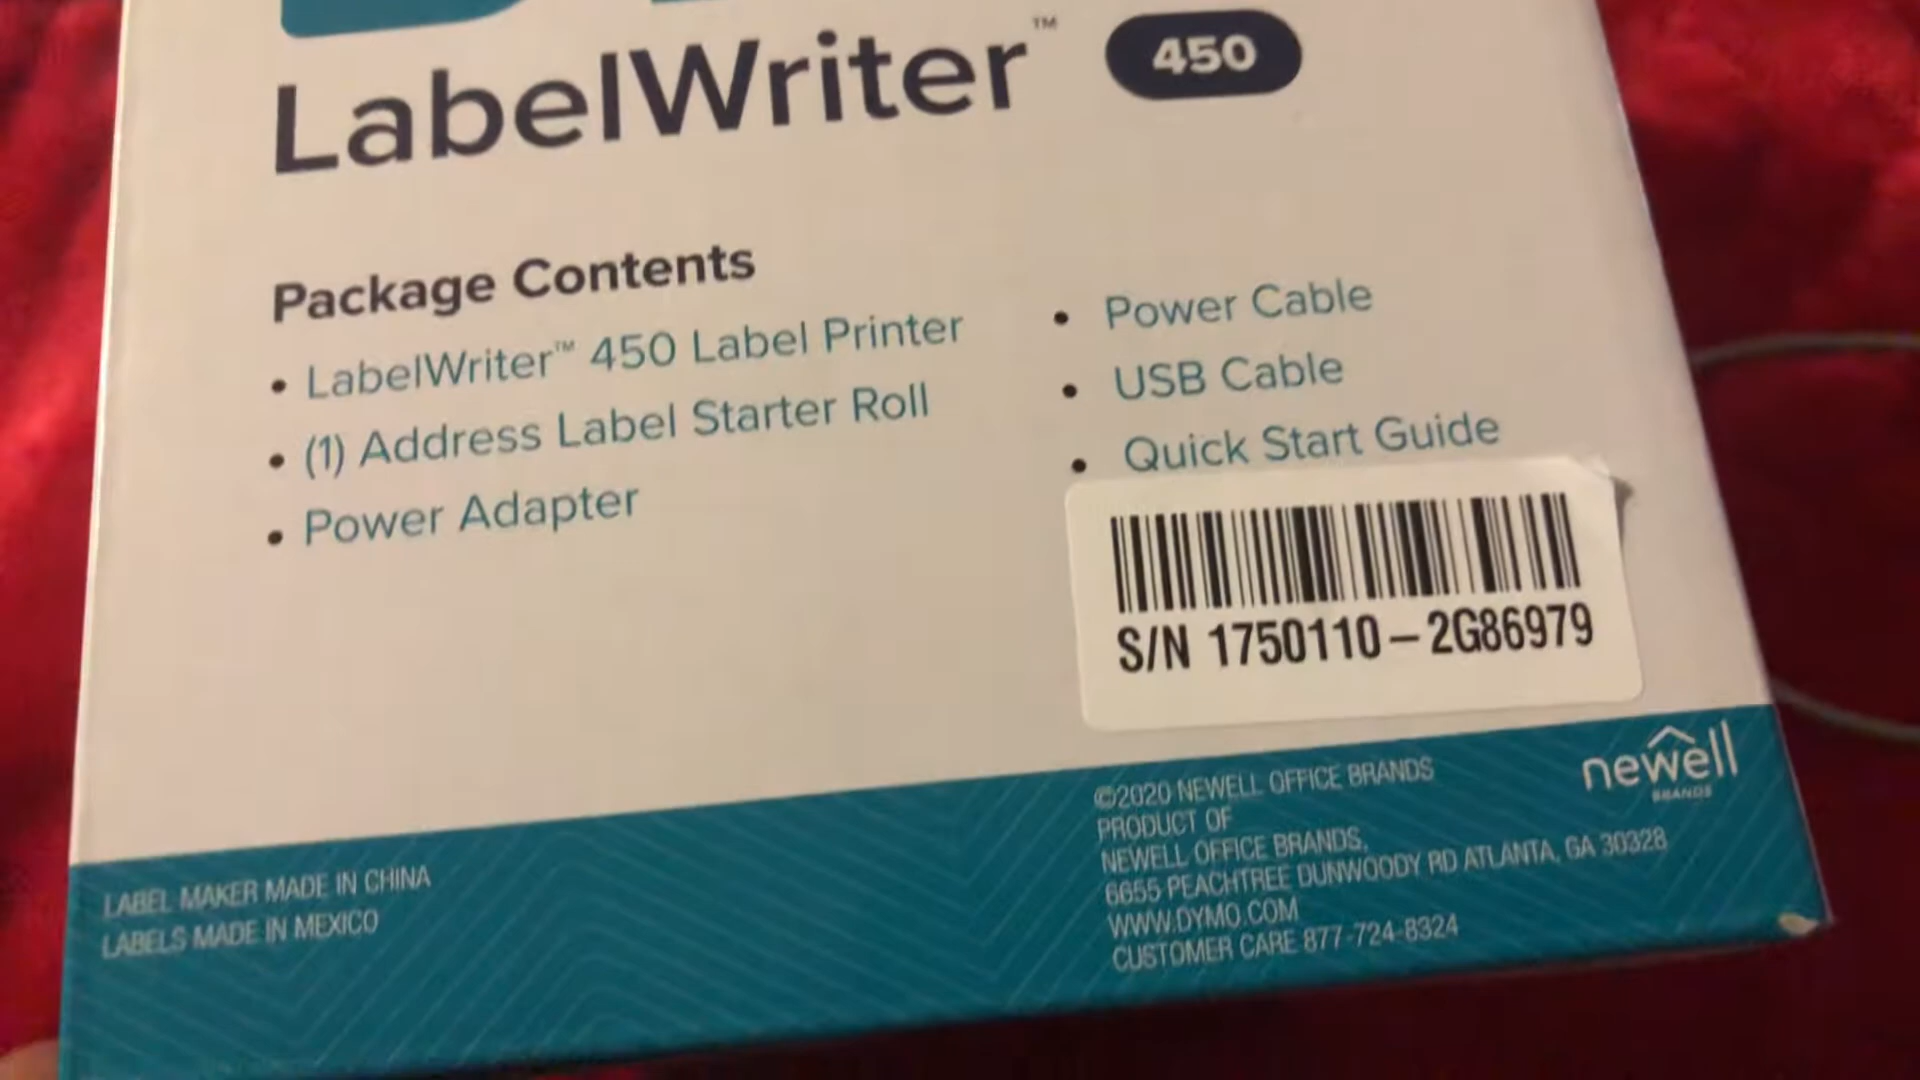 LabelWriter™ 450
Package Contents
• LabelWriter™ 450 Label Printer
• (1) Address Label Starter Roll
• Power Adapter
• Power Cable
• USB Cable
• Quick Start Guide
S/N 1750110-2G86979
newell
BRANDS
©2020 NEWELL OFFICE BRANDS
PRODUCT OF
NEWELL OFFICE BRANDS,
6655 PEACHTREE DUNWOODY RD ATLANTA, GA 30328
WWW.DYMO.COM
CUSTOMER CARE 877-724-8324
LABEL MAKER MADE IN CHINA
LABELS MADE IN MEXICO